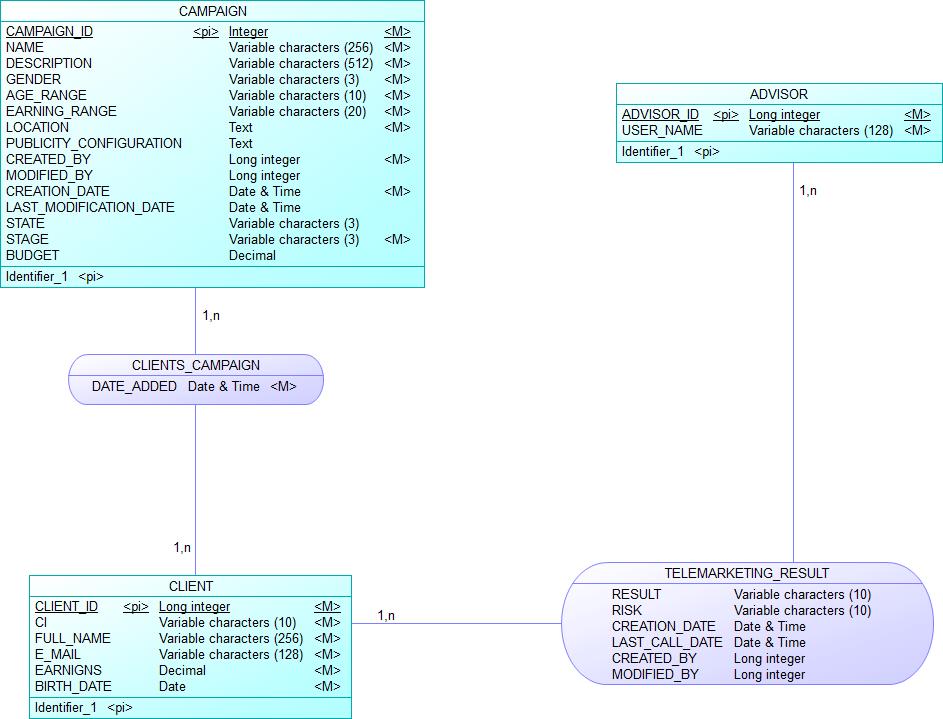 CAMPAIGN
CAMPAIGN_ID <pi> Integer <M>
NAME Variable characters (256) <M>
DESCRIPTION Variable characters (512) <M>
GENDER Variable characters (3) <M>
AGE_RANGE Variable characters (10) <M>
EARNING_RANGE Variable characters (20) <M>
LOCATION Text <M>
PUBLICITY_CONFIGURATION Text
CREATED_BY Long integer <M>
MODIFIED_BY Long integer
CREATION_DATE Date & Time <M>
LAST_MODIFICATION_DATE Date & Time
STATE Variable characters (3)
STAGE Variable characters (3) <M>
BUDGET Decimal
Identifier_1 <pi>
ADVISOR
ADVISOR_ID <pi> Long integer <M>
USER_NAME Variable characters (128) <M>
Identifier_1 <pi>
1,n
1,n
CLIENTS_CAMPAIGN
DATE_ADDED Date & Time <M>
1,n
CLIENT
CLIENT_ID <pi> Long integer <M>
CI Variable characters (10) <M>
FULL_NAME Variable characters (256) <M>
E_MAIL Variable characters (128) <M>
EARNIGNS Decimal <M>
BIRTH_DATE Date <M>
Identifier_1 <pi>
1,n
TELEMARKETING_RESULT
RESULT Variable characters (10)
RISK Variable characters (10)
CREATION_DATE Date & Time
LAST_CALL_DATE Date & Time
CREATED_BY Long integer
MODIFIED_BY Long integer